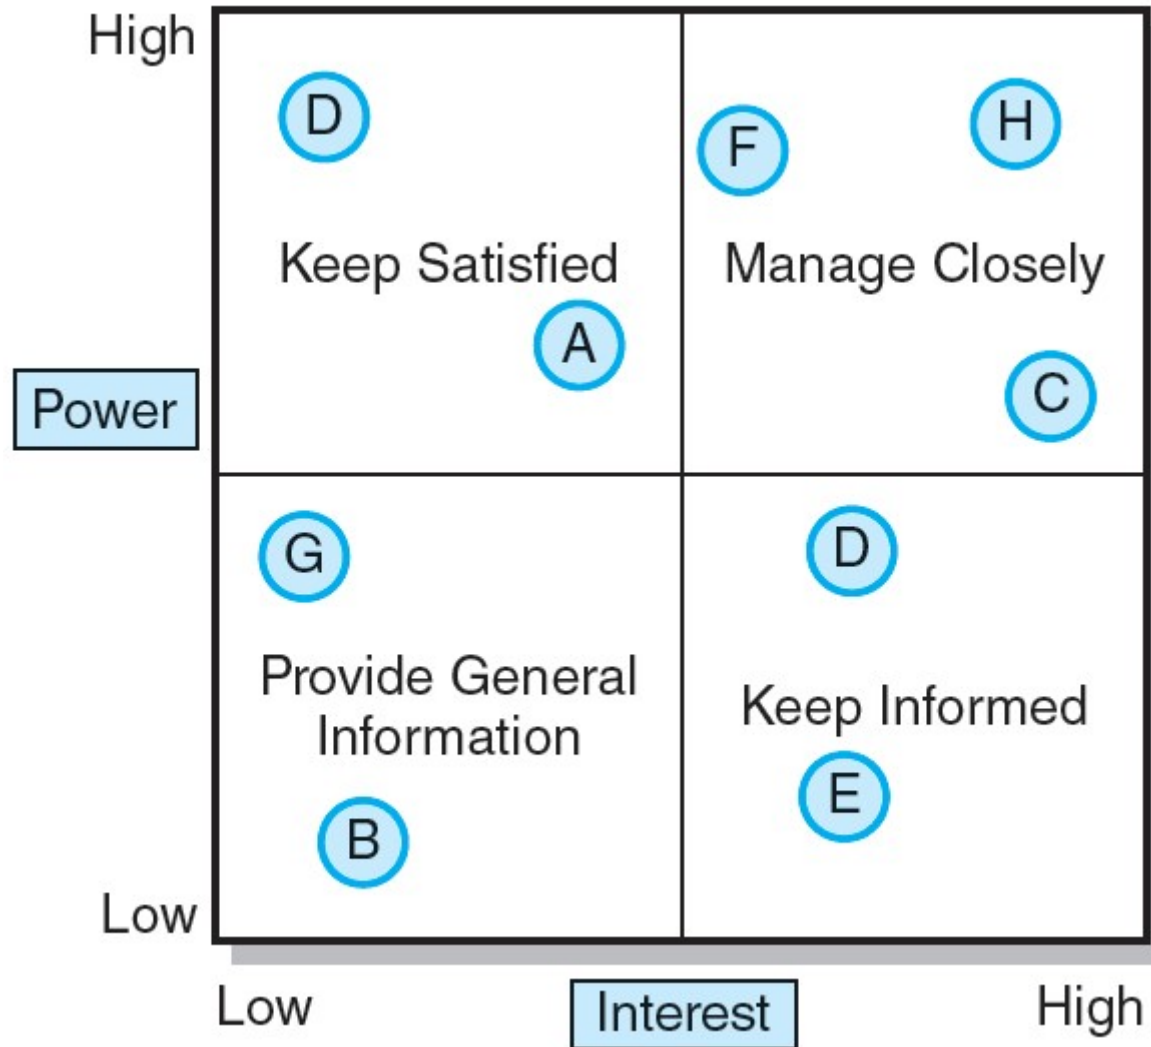 High
D
F
H
Keep Satisfied
Manage Closely
A
C
Power
G
D
Provide General
Information
Keep Informed
E
B
Low
Low
Interest
High